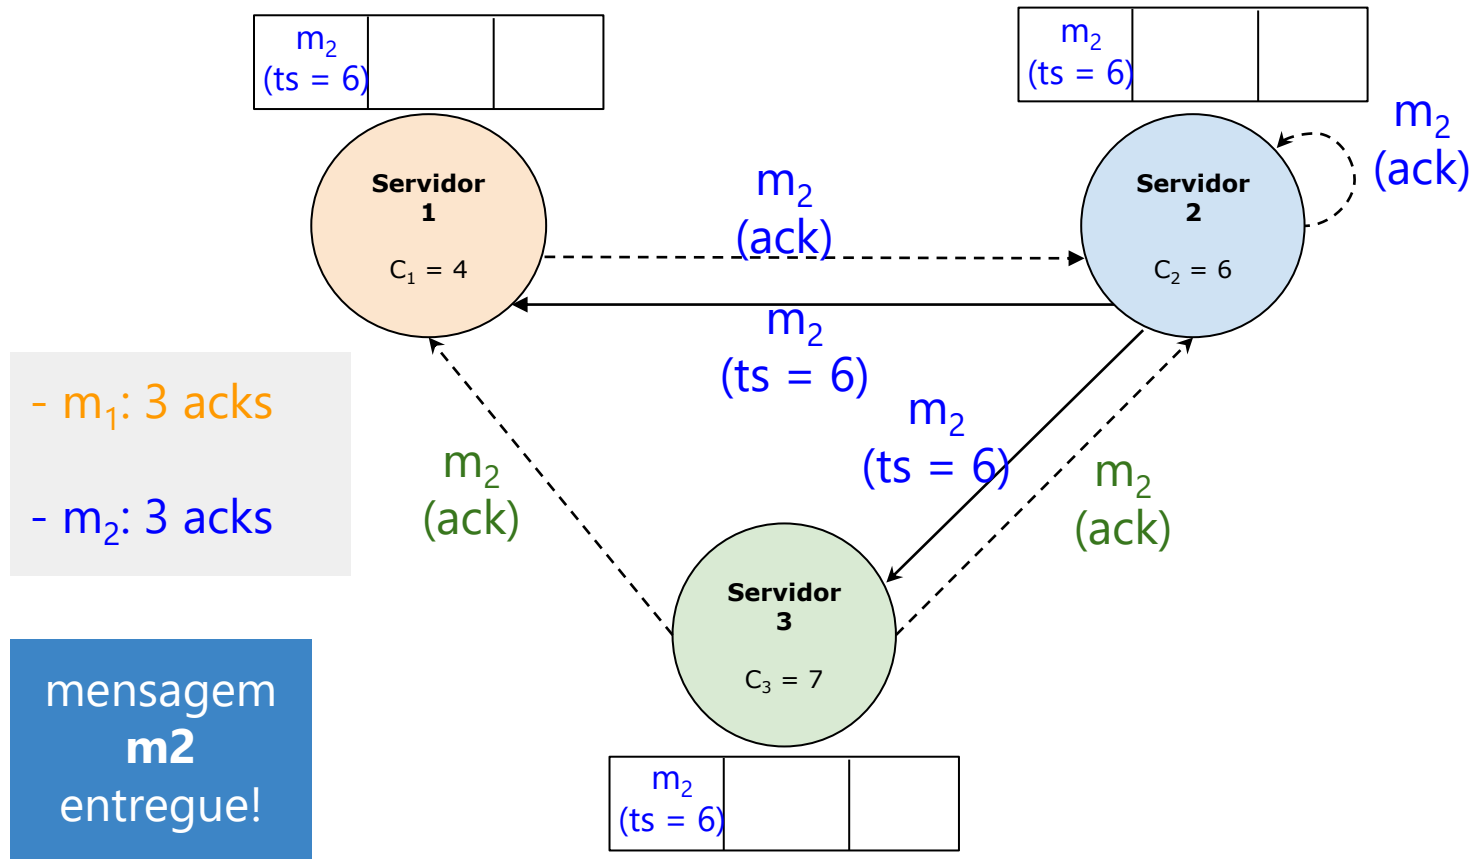 m₂
(ts = 6)
m₂
(ts = 6)
m₂
(ack)
Servidor
1
C₁ = 4
m₂
(ack)
Servidor
2
C₂ = 6
m₂
(ts = 6)
- m₁: 3 acks
- m₂: 3 acks
m₂
(ack)
m₂
(ts = 6)
m₂
(ack)
Servidor
3
C₃ = 7
mensagem
m2
entregue!
m₂
(ts = 6)